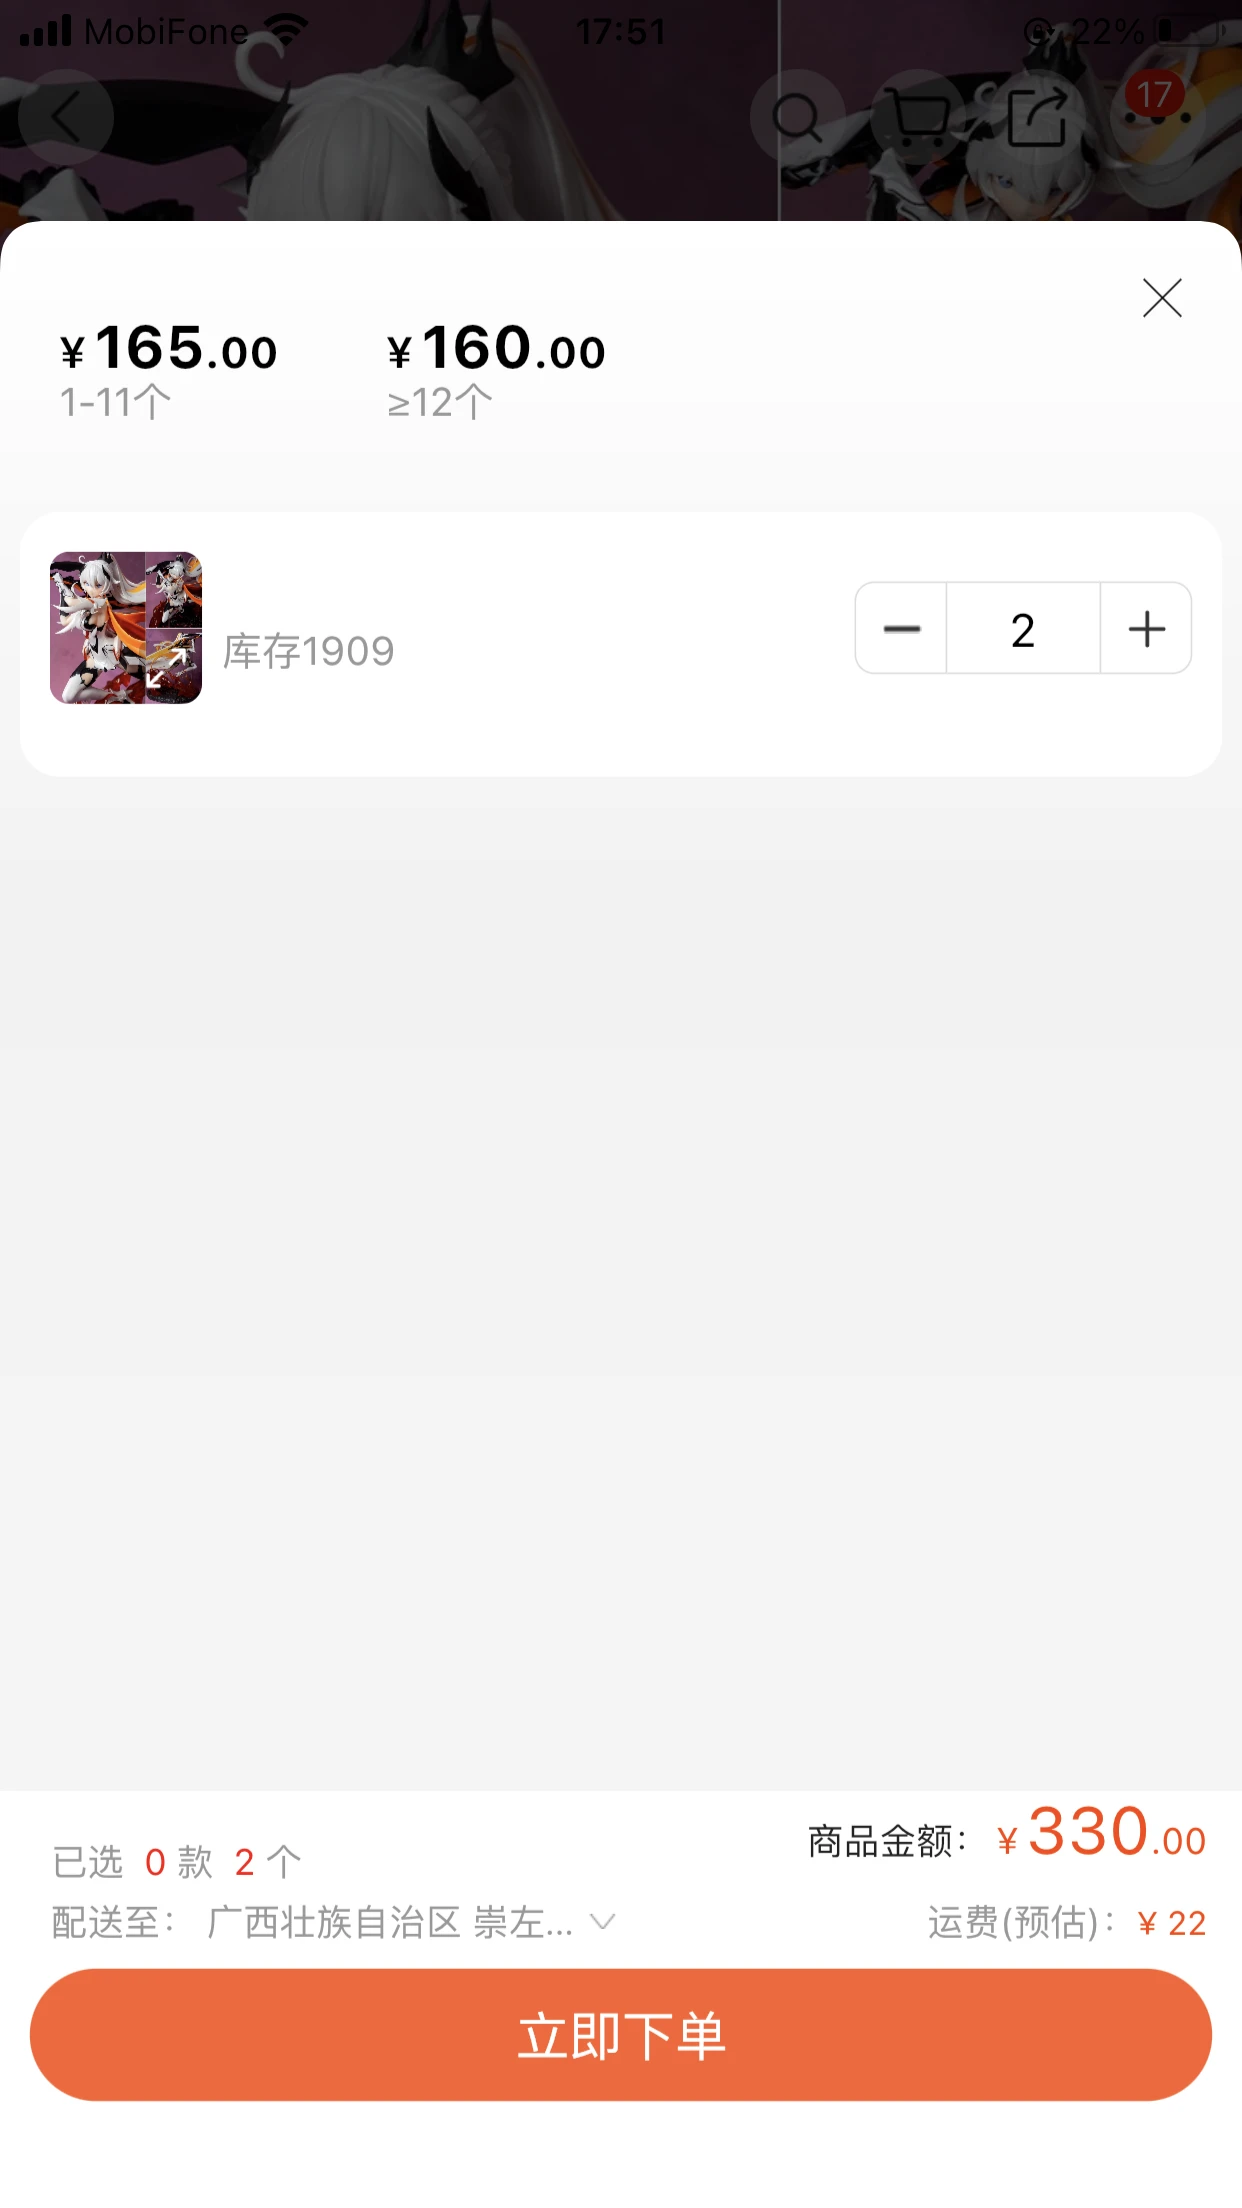 MobiFone 17:51 22%
17
¥165.00 ¥160.00
1-11个 ≥12个
库存1909
2
商品金额： ¥330.00
已选 0 款 2 个
配送至： 广西壮族自治区 崇左... 运费(预估)： ¥ 22
立即下单